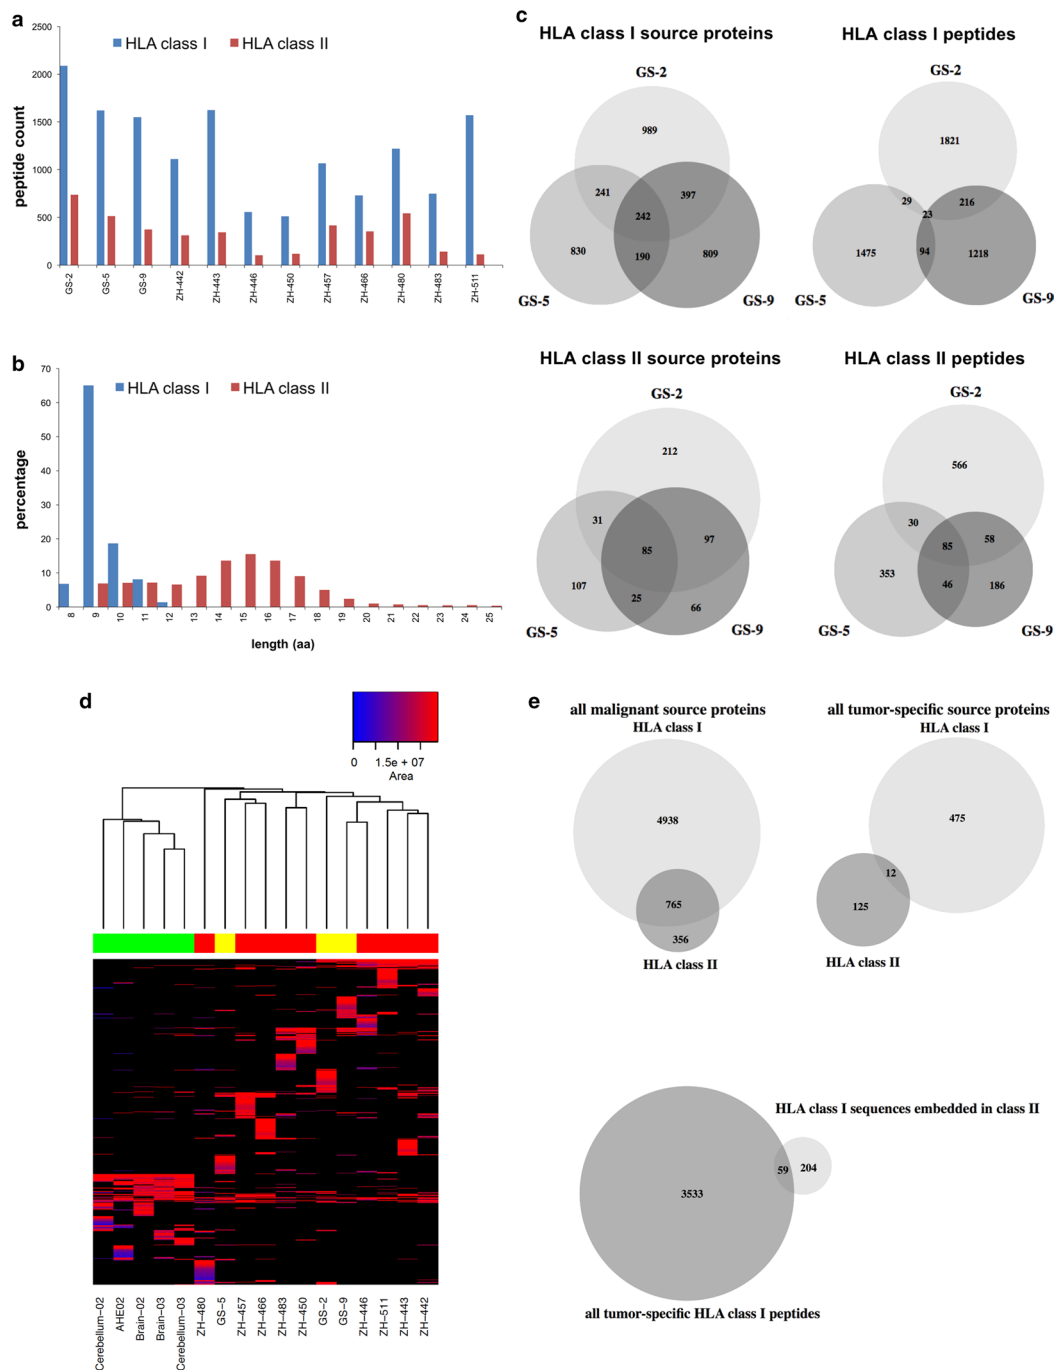 a
HLA class I
HLA class II
peptide count
2500
2000
1500
1000
500
0
GS-2
GS-5
GS-9
ZH-442
ZH-443
ZH-446
ZH-450
ZH-457
ZH-466
ZH-480
ZH-483
ZH-511
b
HLA class I
HLA class II
percentage
70
60
50
40
30
20
10
0
8
9
10
11
12
13
14
15
16
17
18
19
20
21
22
23
24
25
length (aa)
c
HLA class I source proteins
GS-2
989
241
397
242
830
190
809
GS-5
GS-9
HLA class I peptides
GS-2
1821
29
216
23
1475
94
1218
GS-5
GS-9
HLA class II source proteins
GS-2
212
31
97
85
107
25
66
GS-5
GS-9
HLA class II peptides
GS-2
566
30
58
85
353
46
186
GS-5
GS-9
d
0
1.5e + 07
Area
Cerebellum–02
AHE02
Brain–02
Brain–03
Cerebellum–03
ZH–480
GS–5
ZH–457
ZH–466
ZH–483
ZH–450
GS–2
GS–9
ZH–446
ZH–511
ZH–443
ZH–442
e
all malignant source proteins
HLA class I
4938
765
356
HLA class II
all tumor-specific source proteins
HLA class I
475
12
125
HLA class II
HLA class I sequences embedded in class II
59
204
3533
all tumor-specific HLA class I peptides